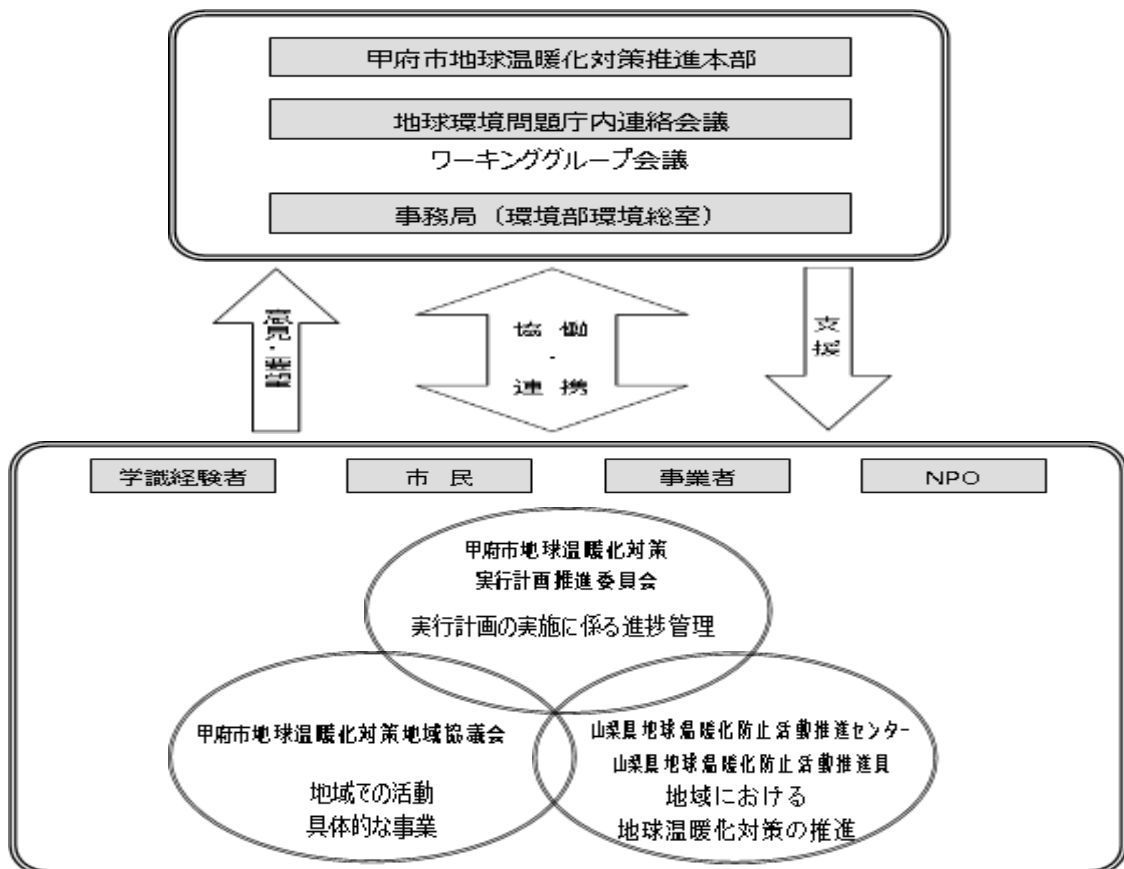 甲府市地球温暖化対策推進本部
地球環境問題庁内連絡会議
ワーキンググループ会議
事務局（環境部環境総室）
意見・
協働
・
連携
支援
学識経験者
市 民
事業者
NPO
甲府市地球温暖化対策
実行計画推進委員会
実行計画の実施に係る進捗管理
甲府市地球温暖化対策地域協議会
地域での活動
具体的な事業
山梨県地球温暖化防止活動推進センター
山梨県地球温暖化防止活動推進員
地域における
地球温暖化対策の推進